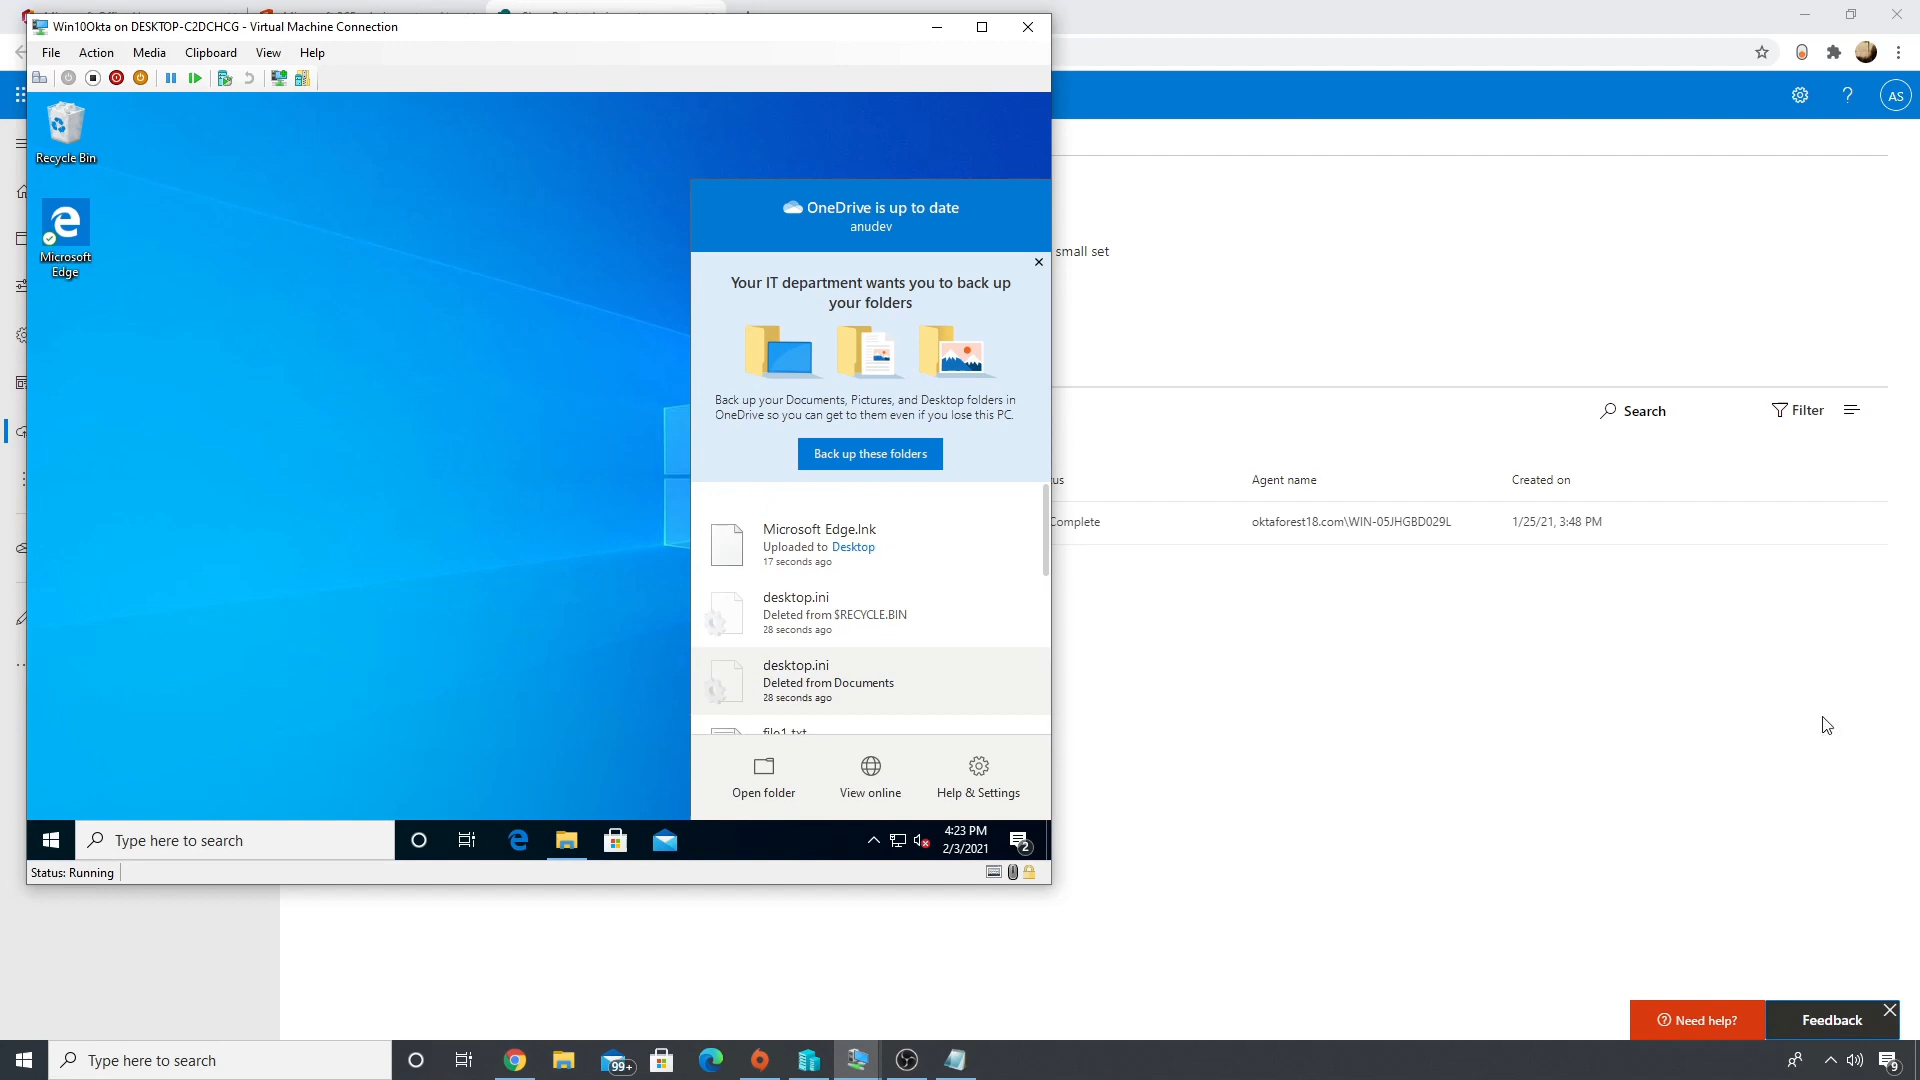 Win10Okta on DESKTOP-C2DCHCG - Virtual Machine Connection
File Action Media Clipboard View Help
AS
Recycle Bin
Microsoft
Edge
OneDrive is up to date
anudev
small set
Your IT department wants you to back up
your folders
Back up your Documents, Pictures, and Desktop folders in
OneDrive so you can get to them even if you lose this PC.
Back up these folders
Search
Filter
Agent name
Created on
Complete
oktaforest18.com\WIN-05JHGBD029L
1/25/21, 3:48 PM
Microsoft Edge.lnk
Uploaded to Desktop
17 seconds ago
desktop.ini
Deleted from $RECYCLE.BIN
28 seconds ago
desktop.ini
Deleted from Documents
28 seconds ago
file1.txt
Open folder
View online
Help & Settings
Type here to search
4:23 PM
2/3/2021
2
Status: Running
Need help?
Feedback
Type here to search
99+
9